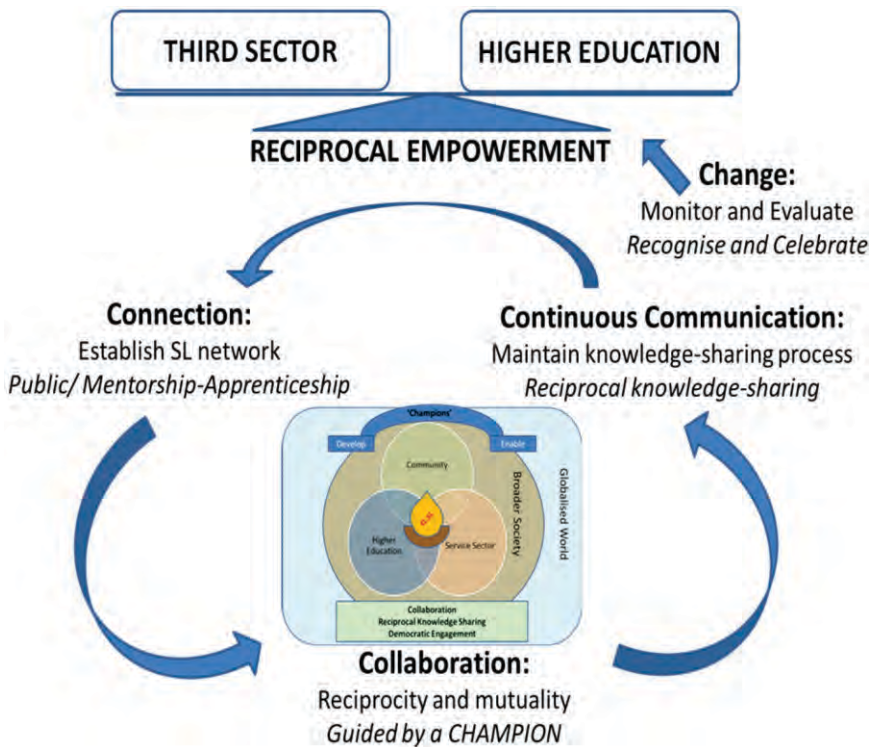 THIRD SECTOR
HIGHER EDUCATION
RECIPROCAL EMPOWERMENT
Change:
Monitor and Evaluate
Recognise and Celebrate
Connection:
Establish SL network
Public/ Mentorship-Apprenticeship
Continuous Communication:
Maintain knowledge-sharing process
Reciprocal knowledge-sharing
'Champions'
Develop
Enable
Community
Higher
Education
Service Sector
Broader Society
Globalised World
Collaboration
Reciprocal Knowledge Sharing
Democratic Engagement
Collaboration:
Reciprocity and mutuality
Guided by a CHAMPION